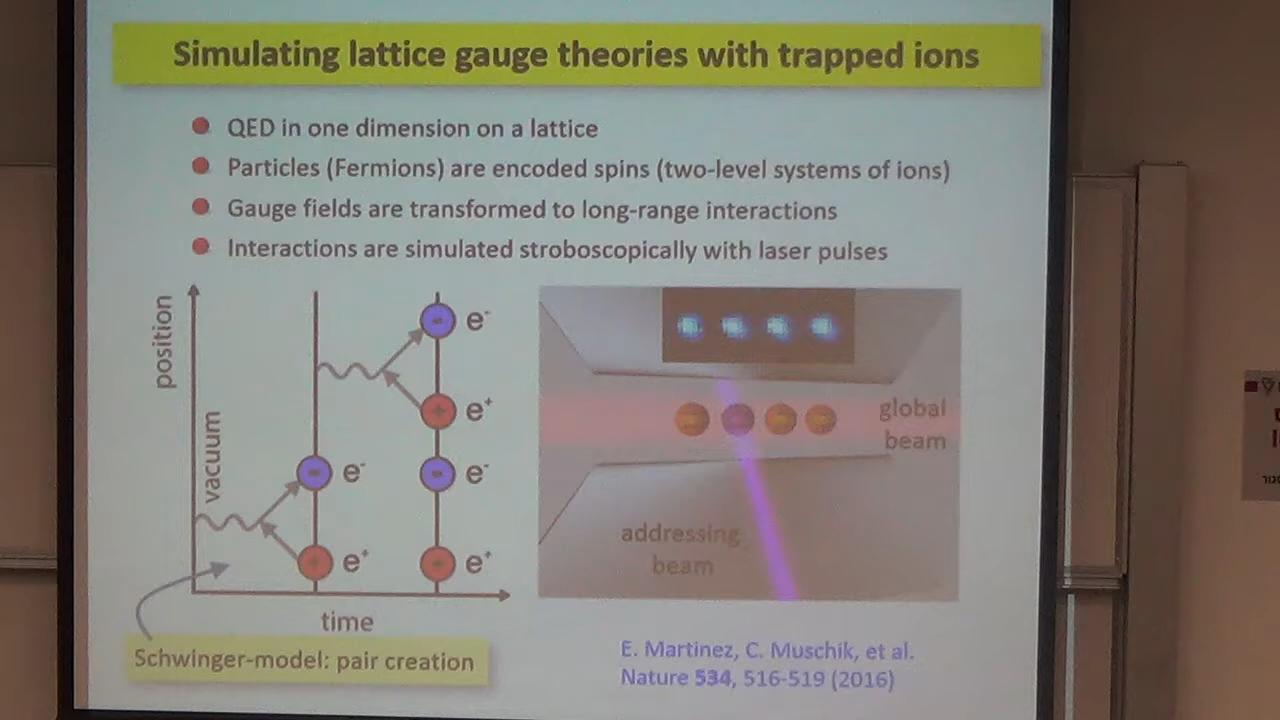 Simulating lattice gauge theories with trapped ions
QED in one dimension on a lattice
Particles (Fermions) are encoded spins (two-level systems of ions)
Gauge fields are transformed to long-range interactions
Interactions are simulated stroboscopically with laser pulses
position
vacuum
e⁻
e⁺
e⁻
e⁻
e⁺
e⁺
time
Schwinger-model: pair creation
global
beam
addressing
beam
E. Martinez, C. Muschik, et al.
Nature 534, 516-519 (2016)